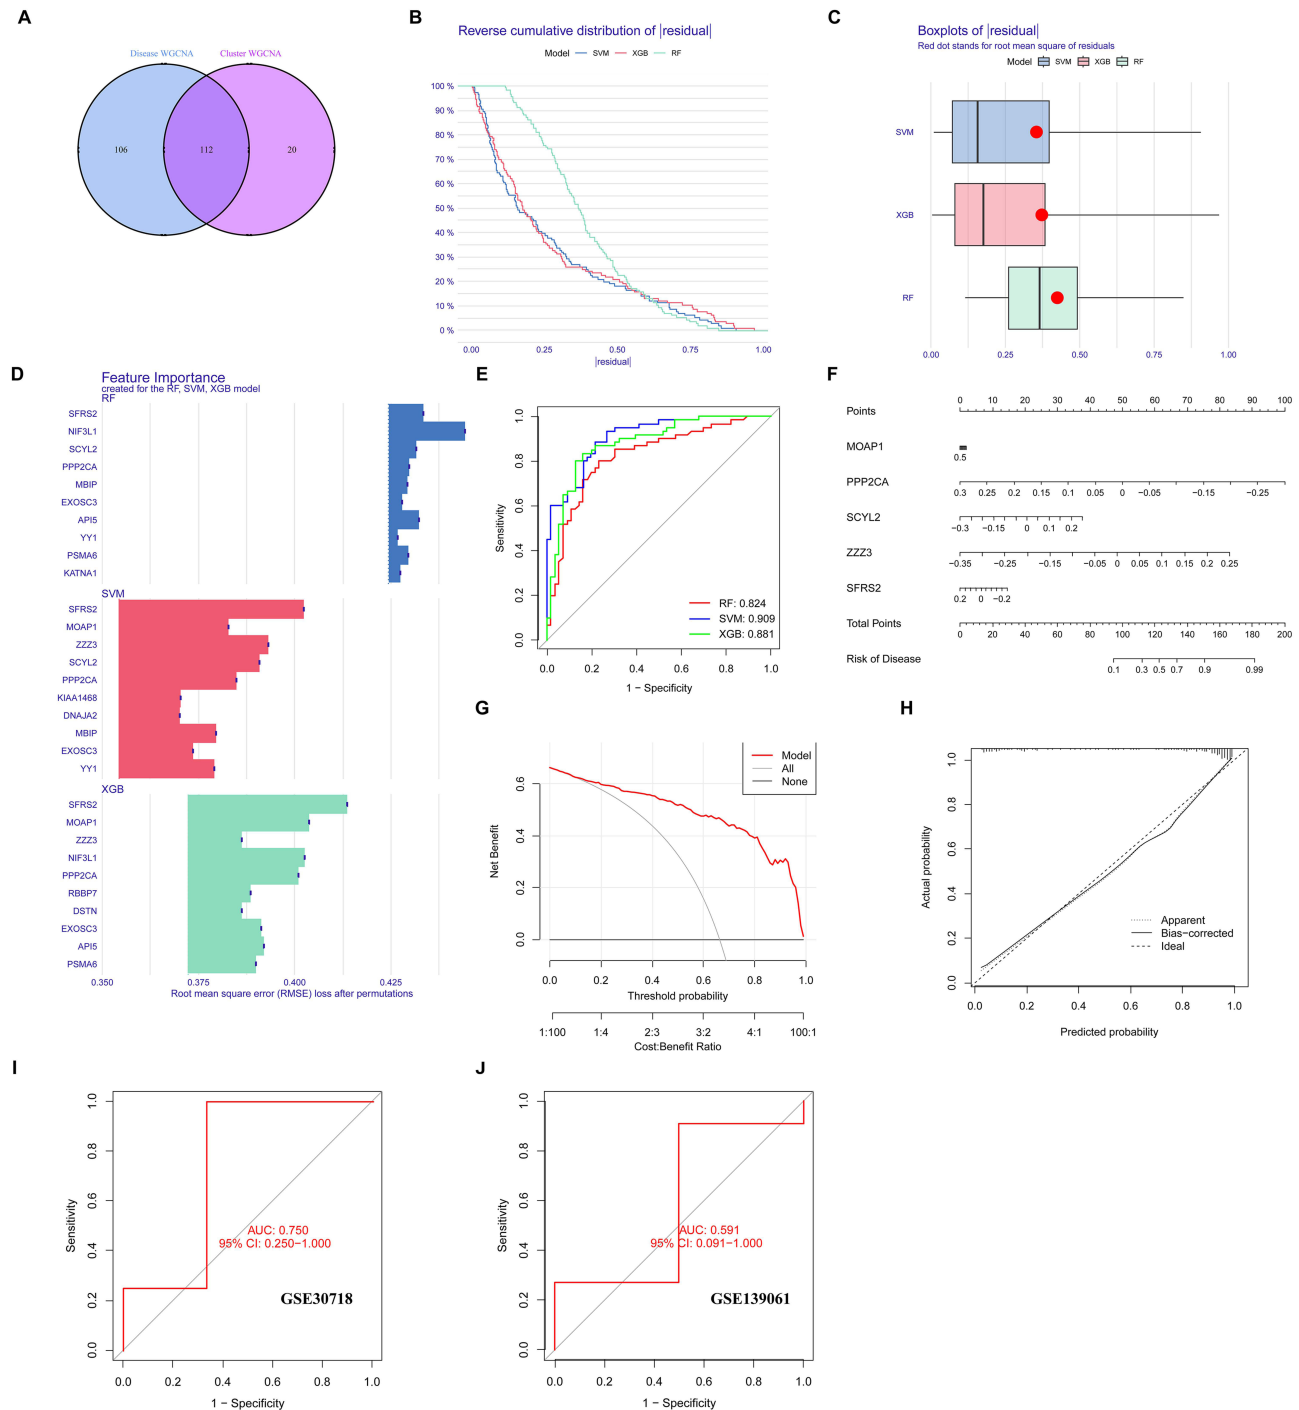 A
Disease WGCNA
Cluster WGCNA
106
112
20
B
Reverse cumulative distribution of |residual|
Model SVM XGB RF
100 %
90 %
80 %
70 %
60 %
50 %
40 %
30 %
20 %
10 %
0 %
0.00 0.25 0.50 0.75 1.00
|residual|
C
Boxplots of |residual|
Red dot stands for root mean square of residuals
Model SVM XGB RF
SVM
XGB
RF
0.00 0.25 0.50 0.75 1.00
D
Feature Importance
created for the RF, SVM, XGB model
RF
SFRS2
NIF3L1
SCYL2
PPP2CA
MBIP
EXOSC3
API5
YY1
PSMA6
KATNA1
SVM
SFRS2
MOAP1
ZZZ3
SCYL2
PPP2CA
KIAA1468
DNAJA2
MBIP
EXOSC3
YY1
XGB
SFRS2
MOAP1
ZZZ3
NIF3L1
PPP2CA
RBBP7
DSTN
EXOSC3
API5
PSMA6
0.350 0.375 0.400 0.425
Root mean square error (RMSE) loss after permutations
E
Sensitivity
1.0
0.8
0.6
0.4
0.2
0.0
RF: 0.824
SVM: 0.909
XGB: 0.881
0.0 0.2 0.4 0.6 0.8 1.0
1 − Specificity
F
0 10 20 30 40 50 60 70 80 90 100
Points
MOAP1
0.5
PPP2CA
0.3 0.25 0.2 0.15 0.1 0.05 0 −0.05 −0.15 −0.25
SCYL2
−0.3 −0.15 0 0.1 0.2
ZZZ3
−0.35 −0.25 −0.15 −0.05 0 0.05 0.1 0.15 0.2 0.25
SFRS2
0.2 0 −0.2
Total Points
0 20 40 60 80 100 120 140 160 180 200
Risk of Disease
0.1 0.3 0.5 0.7 0.9 0.99
G
Net Benefit
0.6
0.4
0.2
0.0
Model
All
None
0.0 0.2 0.4 0.6 0.8 1.0
Threshold probability
1:100 1:4 2:3 3:2 4:1 100:1
Cost:Benefit Ratio
H
Actual probability
1.0
0.8
0.6
0.4
0.2
0.0
Apparent
Bias−corrected
Ideal
0.0 0.2 0.4 0.6 0.8 1.0
Predicted probability
I
Sensitivity
1.0
0.8
0.6
0.4
0.2
0.0
AUC: 0.750
95% CI: 0.250−1.000
GSE30718
0.0 0.2 0.4 0.6 0.8 1.0
1 − Specificity
J
Sensitivity
1.0
0.8
0.6
0.4
0.2
0.0
AUC: 0.591
95% CI: 0.091−1.000
GSE139061
0.0 0.2 0.4 0.6 0.8 1.0
1 − Specificity